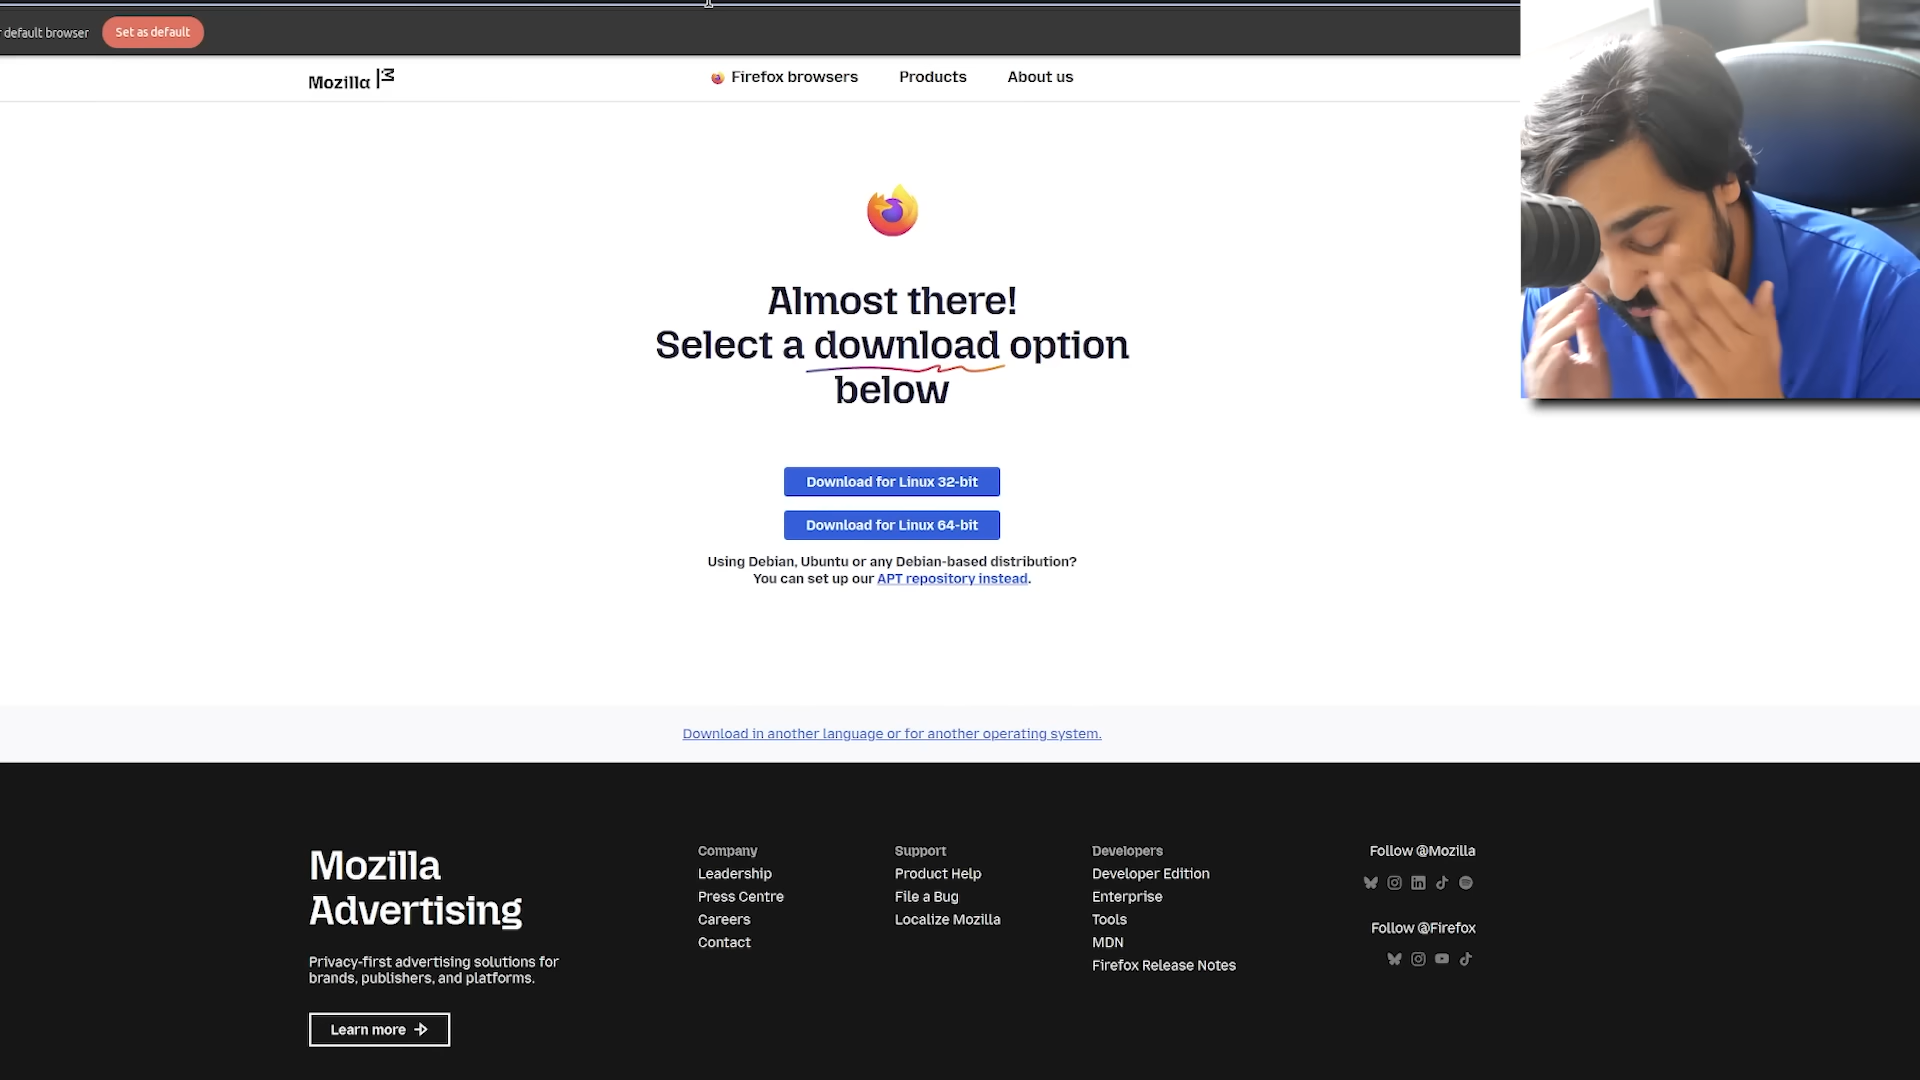 default browser
Set as default
Mozilla
Firefox browsers
Products
About us
Almost there!
Select a download option
below
Download for Linux 32-bit
Download for Linux 64-bit
Using Debian, Ubuntu or any Debian-based distribution?
You can set up our APT repository instead.
Download in another language or for another operating system.
Mozilla
Advertising
Privacy-first advertising solutions for
brands, publishers, and platforms.
Learn more
Company
Leadership
Press Centre
Careers
Contact
Support
Product Help
File a Bug
Localize Mozilla
Developers
Developer Edition
Enterprise
Tools
MDN
Firefox Release Notes
Follow @Mozilla
Follow @Firefox